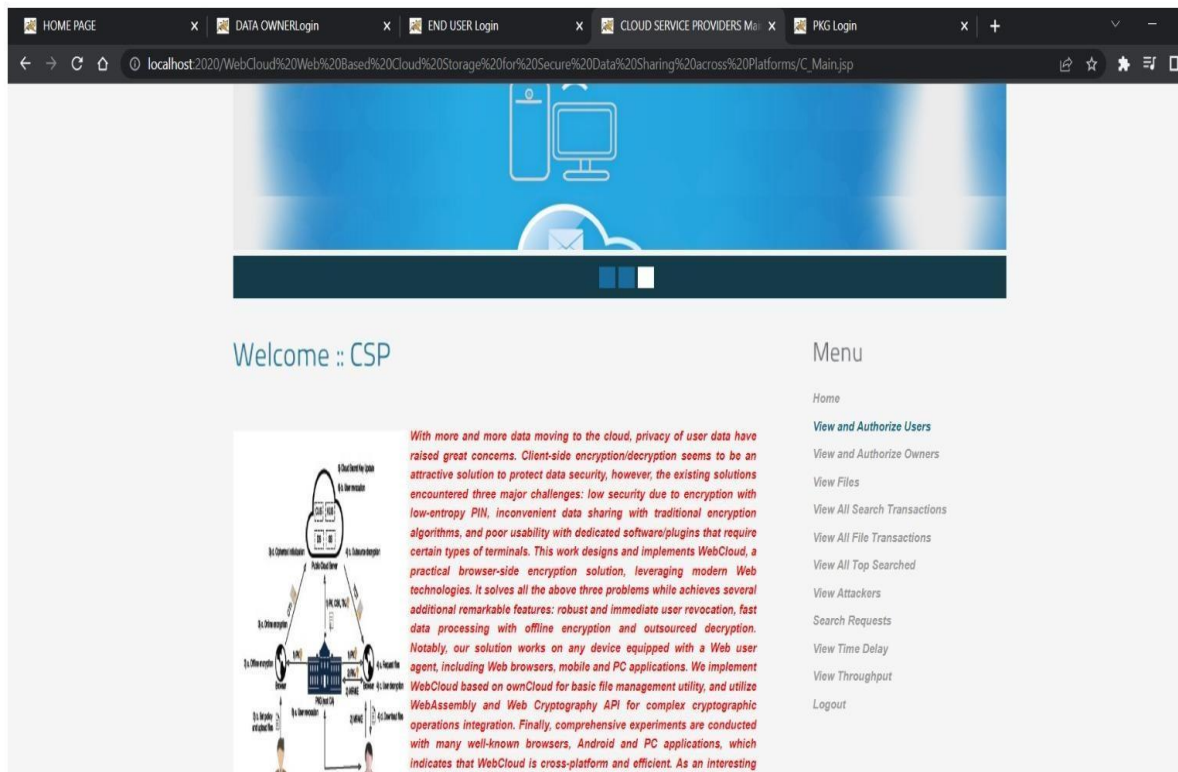 HOME PAGE
DATA OWNERLogin
END USER Login
CLOUD SERVICE PROVIDERS Mai
PKG Login
localhost:2020/WebCloud%20Web%20Based%20Cloud%20Storage%20for%20Secure%20Data%20Sharing%20across%20Platforms/C_Main.jsp
Welcome :: CSP
With more and more data moving to the cloud, privacy of user data have
raised great concerns. Client-side encryption/decryption seems to be an
attractive solution to protect data security, however, the existing solutions
encountered three major challenges: low security due to encryption with
low-entropy PIN, inconvenient data sharing with traditional encryption
algorithms, and poor usability with dedicated software/plugins that require
certain types of terminals. This work designs and implements WebCloud, a
practical browser-side encryption solution, leveraging modern Web
technologies. It solves all the above three problems while achieves several
additional remarkable features: robust and immediate user revocation, fast
data processing with offline encryption and outsourced decryption.
Notably, our solution works on any device equipped with a Web user
agent, including Web browsers, mobile and PC applications. We implement
WebCloud based on ownCloud for basic file management utility, and utilize
WebAssembly and Web Cryptography API for complex cryptographic
operations integration. Finally, comprehensive experiments are conducted
with many well-known browsers, Android and PC applications, which
indicates that WebCloud is cross-platform and efficient. As an interesting
Public Cloud Server
Browser
Browser
Menu
Home
View and Authorize Users
View and Authorize Owners
View Files
View All Search Transactions
View All File Transactions
View All Top Searched
View Attackers
Search Requests
View Time Delay
View Throughput
Logout